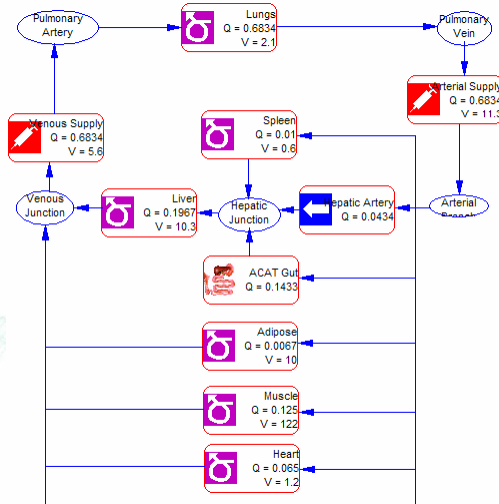 Pulmonary
Artery
Lungs
Q = 0.6834
V = 2.1
Pulmonary
Vein
Venous Supply
Q = 0.6834
V = 5.6
Arterial Supply
Q = 0.6834
V = 11.3
Spleen
Q = 0.01
V = 0.6
Venous
Junction
Liver
Q = 0.1967
V = 10.3
Hepatic
Junction
Hepatic Artery
Q = 0.0434
Arterial
ACAT Gut
Q = 0.1433
Adipose
Q = 0.0067
V = 10
Muscle
Q = 0.125
V = 122
Heart
Q = 0.065
V = 1.2